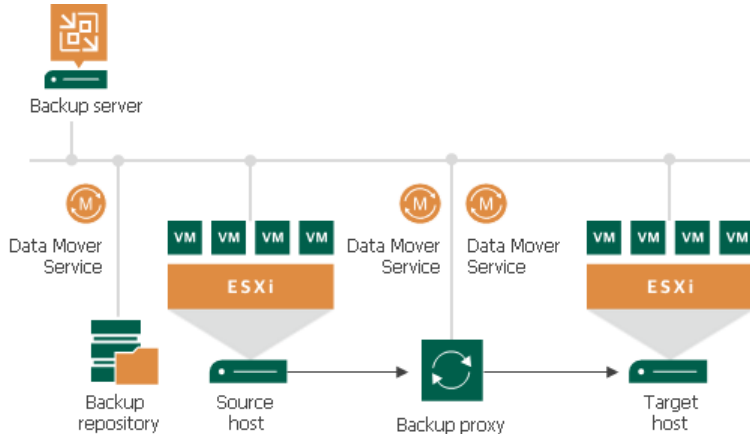 Backup server
M
Data Mover
Service
VM VM VM VM
ESXi
M
Data Mover
Service
M
Data Mover
Service
VM VM VM VM
ESXi
Backup
repository
Source
host
Backup proxy
Target
host